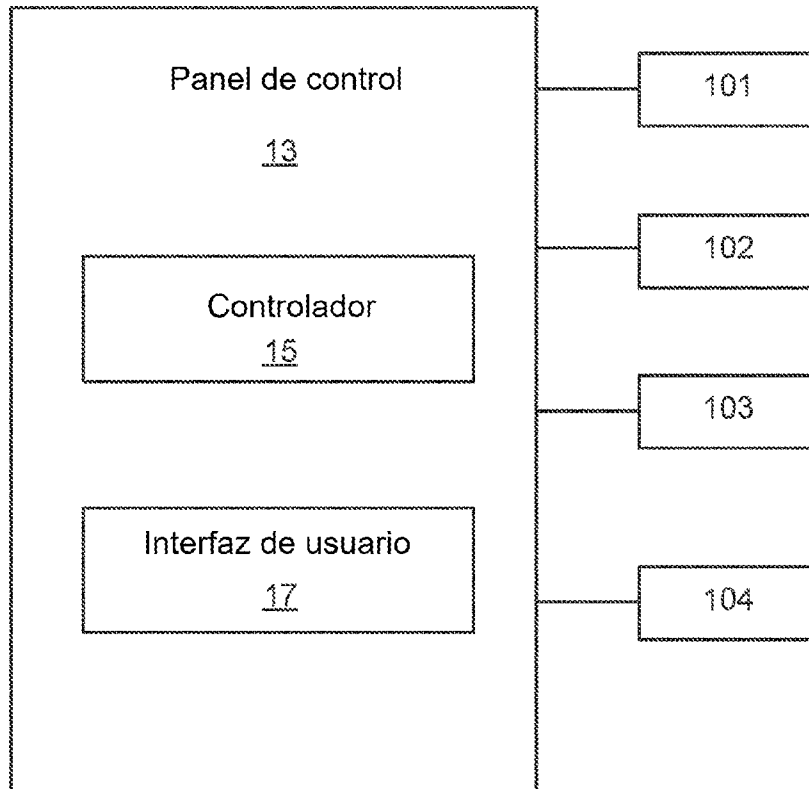 Panel de control
13
Controlador
15
Interfaz de usuario
17
101
102
103
104